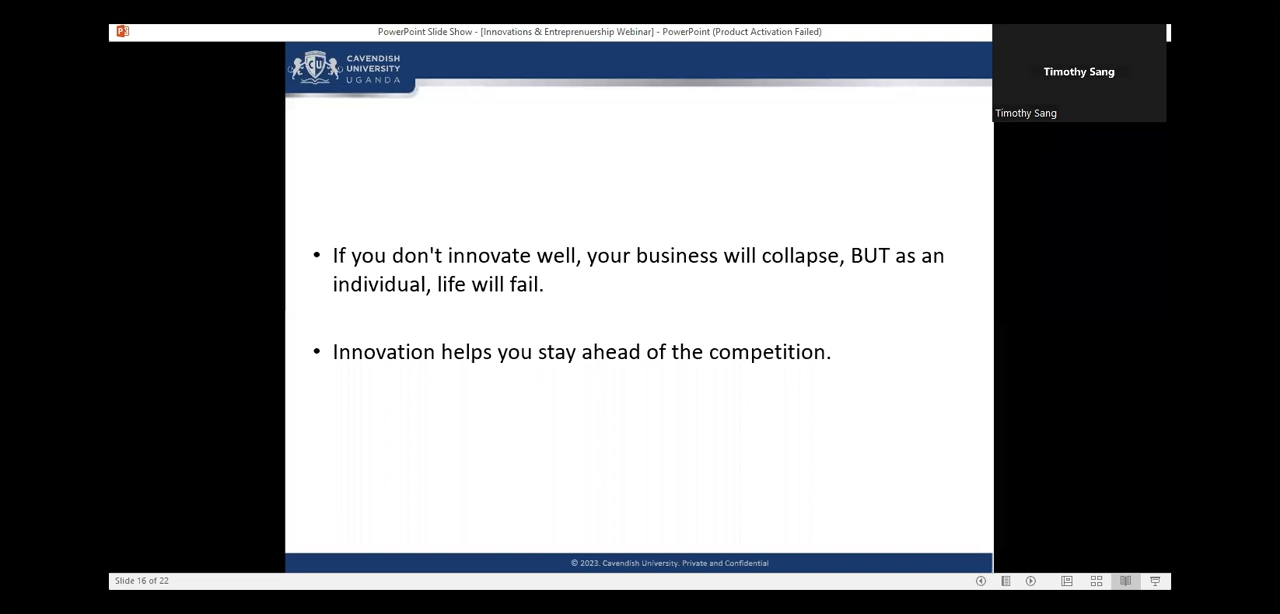 PowerPoint Slide Show - [Innovations & Entreprenuership Webinar] - PowerPoint (Product Activation Failed)
CU
CAVENDISH
UNIVERSITY
UGANDA
Timothy Sang
Timothy Sang
• If you don't innovate well, your business will collapse, BUT as an
individual, life will fail.
• Innovation helps you stay ahead of the competition.
© 2023. Cavendish University. Private and Confidential
Slide 16 of 22